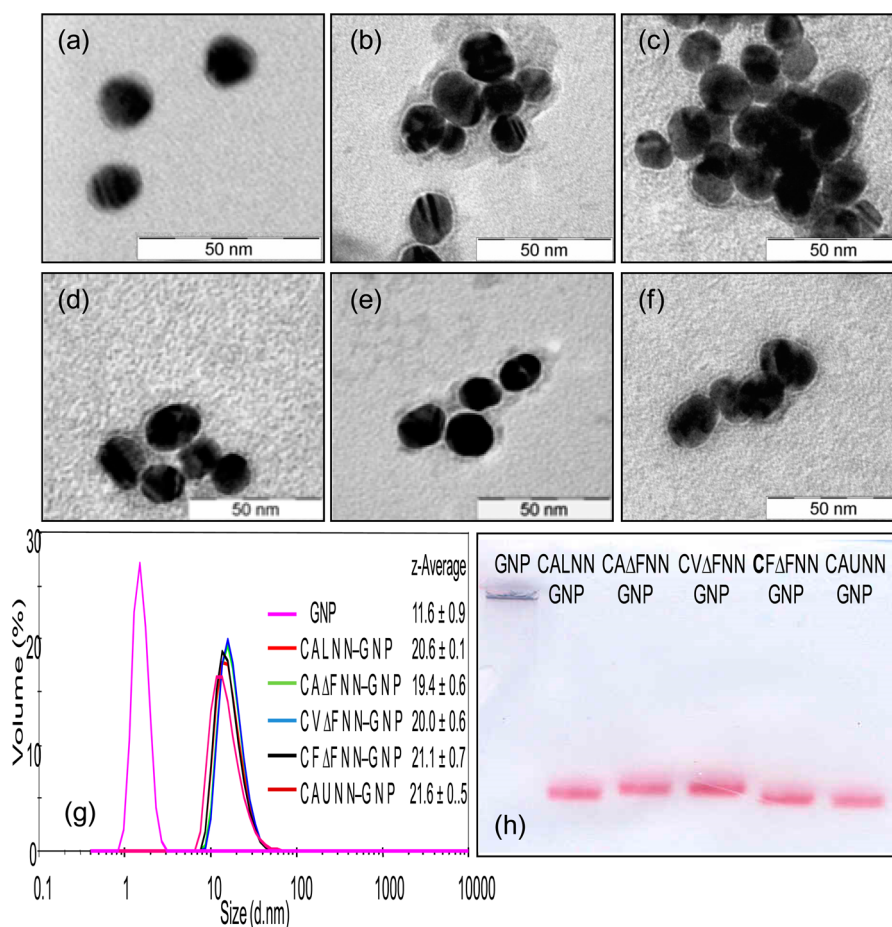 (a)
50 nm
(b)
50 nm
(c)
50 nm
(d)
50 nm
(e)
50 nm
(f)
50 nm
30
20
10
0
Volume (%)
0.1 1 10 100 1000 10000
Size (d.nm)
(g)
z-Average
GNP 11.6 ± 0.9
CALNN–GNP 20.6 ± 0.1
CAΔFNN–GNP 19.4 ± 0.6
CVΔFNN–GNP 20.0 ± 0.6
CFΔFNN–GNP 21.1 ± 0.7
CAUNN–GNP 21.6 ± 0..5
GNP CALNN CAΔFNN CVΔFNN CFΔFNN CAUNN
GNP GNP GNP GNP GNP
(h)